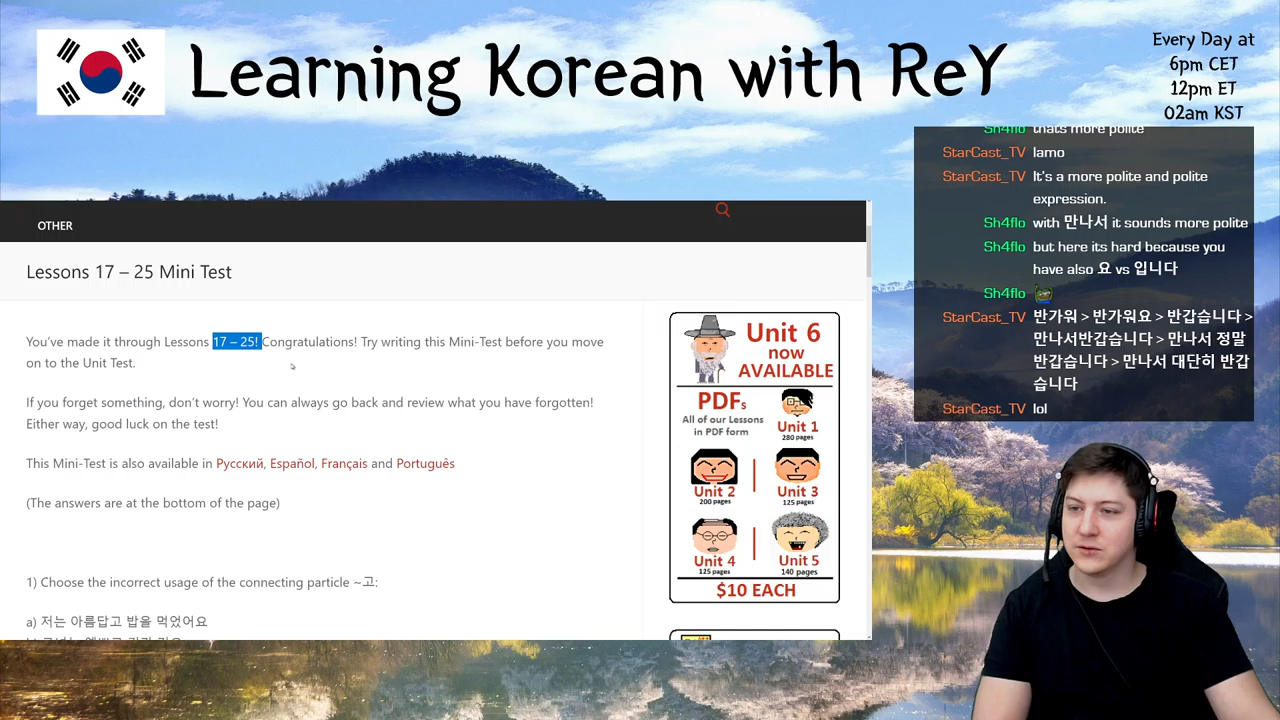 Learning Korean with ReY
Every Day at
6pm CET
12pm ET
02am KST
Sh4flo thats more polite
StarCast_TV lamo
StarCast_TV It's a more polite and polite
expression.
Sh4flo with 만나서 it sounds more polite
Sh4flo but here its hard because you
have also 요 vs 입니다
Sh4flo
StarCast_TV 반가워 > 반가워요 > 반갑습니다 >
만나서반갑습니다 > 만나서 정말
반갑습니다 > 만나서 대단히 반갑
습니다
StarCast_TV lol
OTHER
Lessons 17 – 25 Mini Test
You've made it through Lessons 17 – 25! Congratulations! Try writing this Mini-Test before you move
on to the Unit Test.
If you forget something, don't worry! You can always go back and review what you have forgotten!
Either way, good luck on the test!
This Mini-Test is also available in Русский, Español, Français and Português
(The answers are at the bottom of the page)
1) Choose the incorrect usage of the connecting particle ~고:
a) 저는 아름답고 밥을 먹었어요
Unit 6
now
AVAILABLE
PDFs
All of our Lessons
in PDF form
Unit 1
280 pages
Unit 2
200 pages
Unit 3
125 pages
Unit 4
125 pages
Unit 5
140 pages
$10 EACH